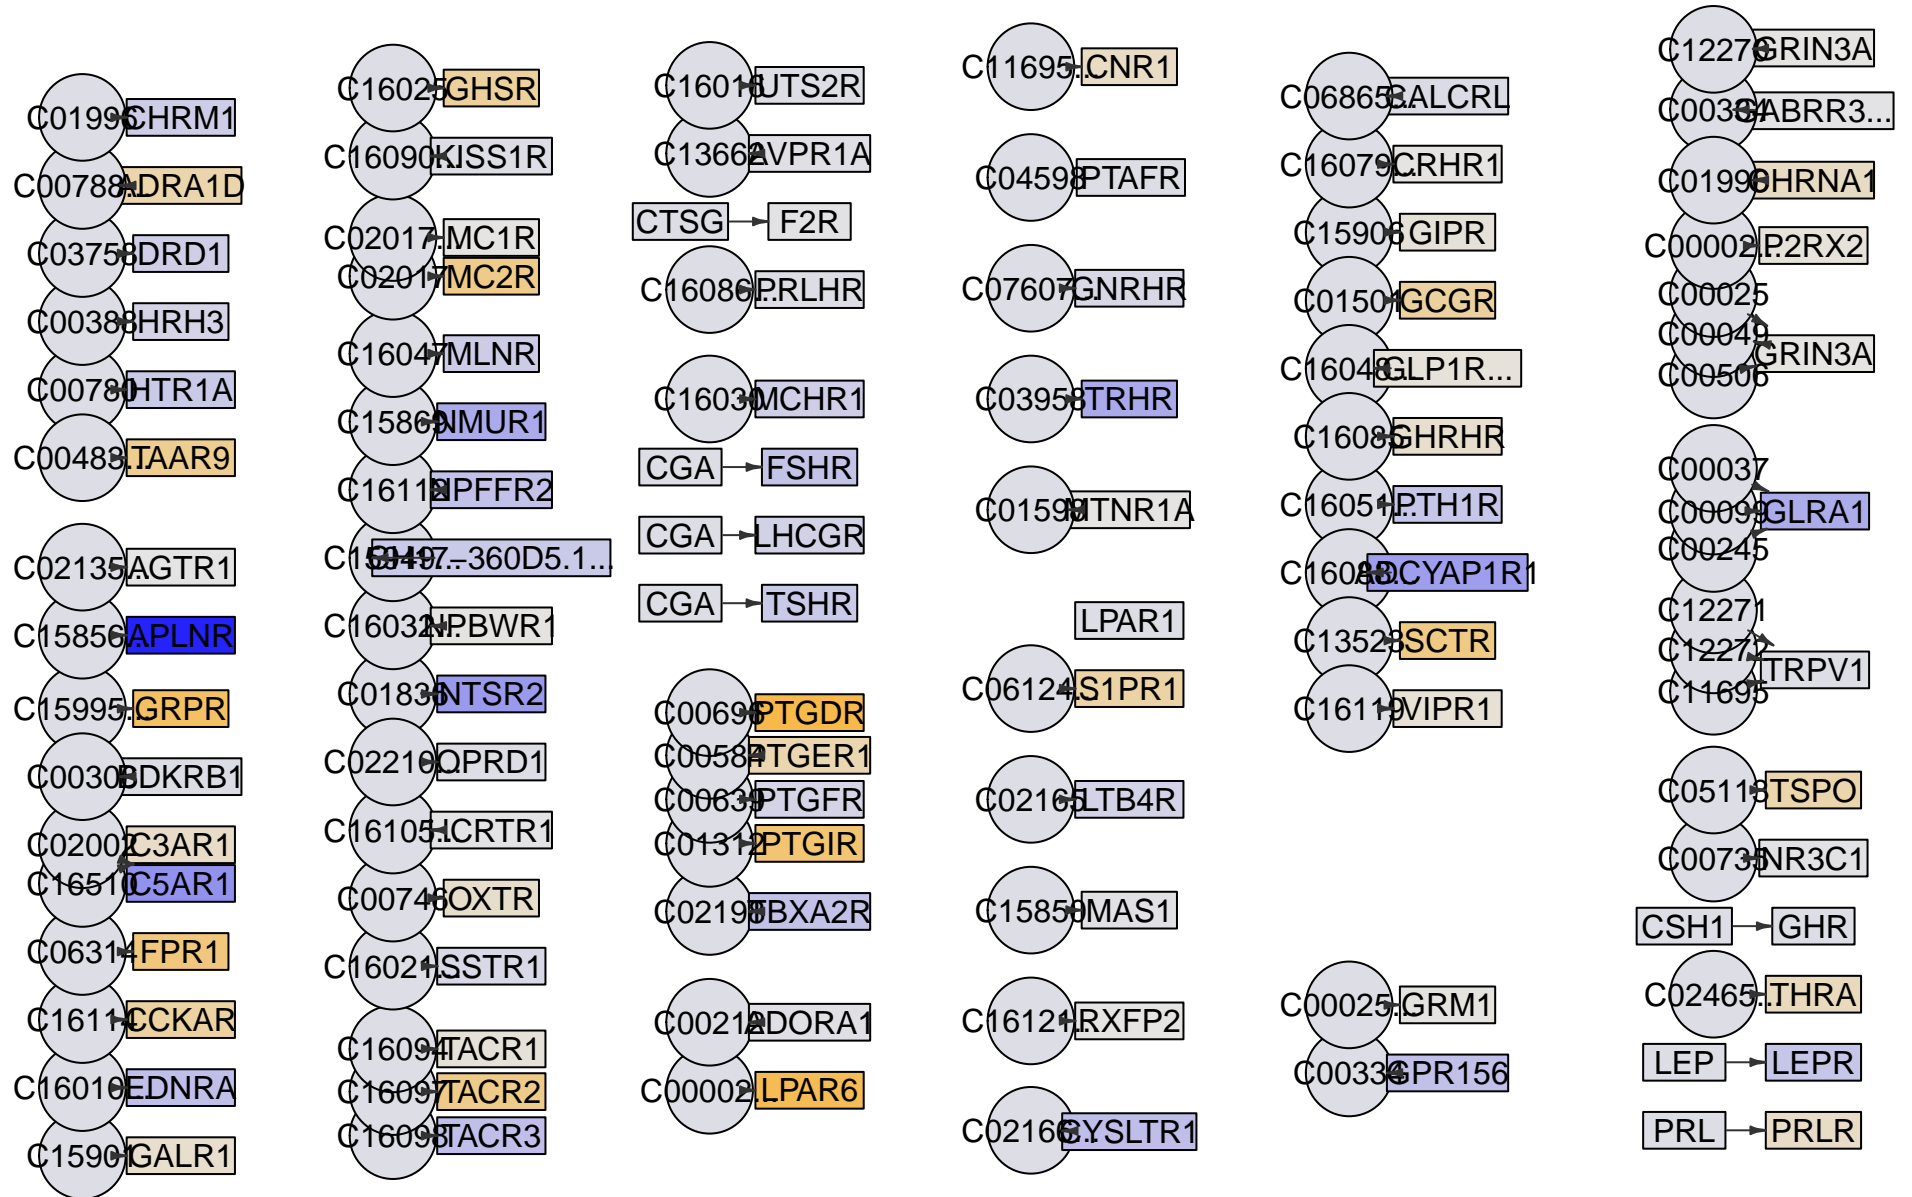 C01996 CHRM1
C00788... ADRA1D
C03758 DRD1
C00388 HRH3
C00780 HTR1A
C00483... TAAR9
C02135... AGTR1
C15856... APLNR
C15995... GRPR
BDKRB1
C02002 C3AR1
C16510 C5AR1
C06314 FPR1
C16114 CCKAR
C16010... EDNRA
C15901 GALR1
C16025 GHSR
C16090... KISS1R
C02017... MC1R
C02017 MC2R
C16047 MLNR
C15869 NMUR1
C16118 NPFFR2
360D5.1...
C16032... NPBWR1
C01836 NTSR2
C02210... OPRD1
C16105... HCRTR1
C00746 OXTR
C16021... SSTR1
C16094 TACR1
C16097 TACR2
C16098 TACR3
C16016 UTS2R
C13662 AVPR1A
CTSG F2R
C16086... PRLHR
C16030 MCHR1
CGA FSHR
CGA LHCGR
CGA TSHR
C00696 PTGDR
C00584 PTGER1
C00639 PTGFR
C01312 PTGIR
C02198 TBXA2R
C00212 ADORA1
C00002... LPAR6
C11695... CNR1
C04598 PTAFR
C07607... GNRHR
C03958 TRHR
C01598 MTNR1A
LPAR1
C06124... S1PR1
C02165 LTB4R
C15850 MAS1
C16121... RXFP2
C02166... CYSLTR1
C06865... CALCRL
C16079... CRHR1
C15906 GIPR
C01501 GCGR
C16048... GLP1R...
C16085 GHRHR
C16051... PTH1R
ADCYAP1R1
C13523 SCTR
C16119 VIPR1
C00025... GRM1
C00334 GPR156
C12270 GRIN3A
C00334 GABRR3...
C01996 CHRNA1
C00002... P2RX2
C00025
C00049 GRIN3A
C00506
C00037
C00099 GLRA1
C00245
C12271
C12272 TRPV1
C11695
C05113 TSPO
C00735 NR3C1
CSH1 GHR
C02465... THRA
LEP LEPR
PRL PRLR